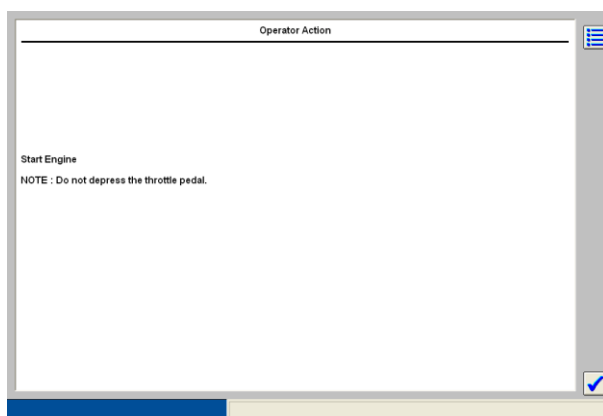 Operator Action
Start Engine
NOTE : Do not depress the throttle pedal.